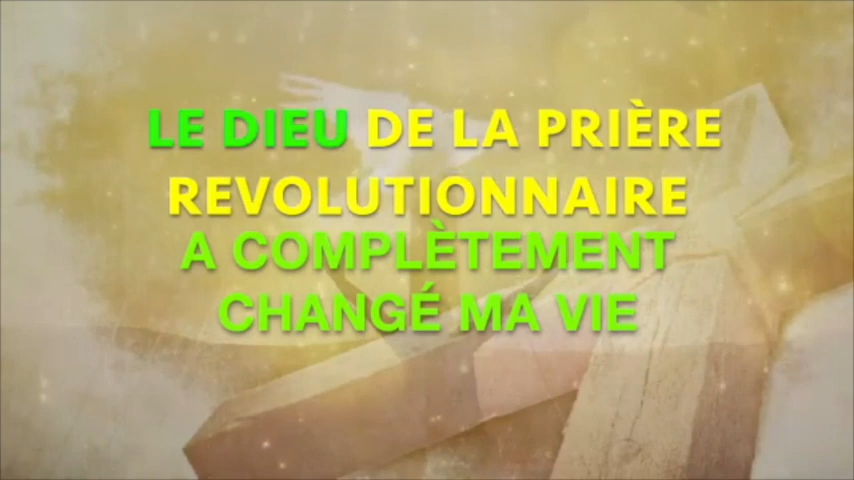 LE DIEU DE LA PRIÈRE
REVOLUTIONNAIRE
A COMPLÈTEMENT
CHANGÉ MA VIE